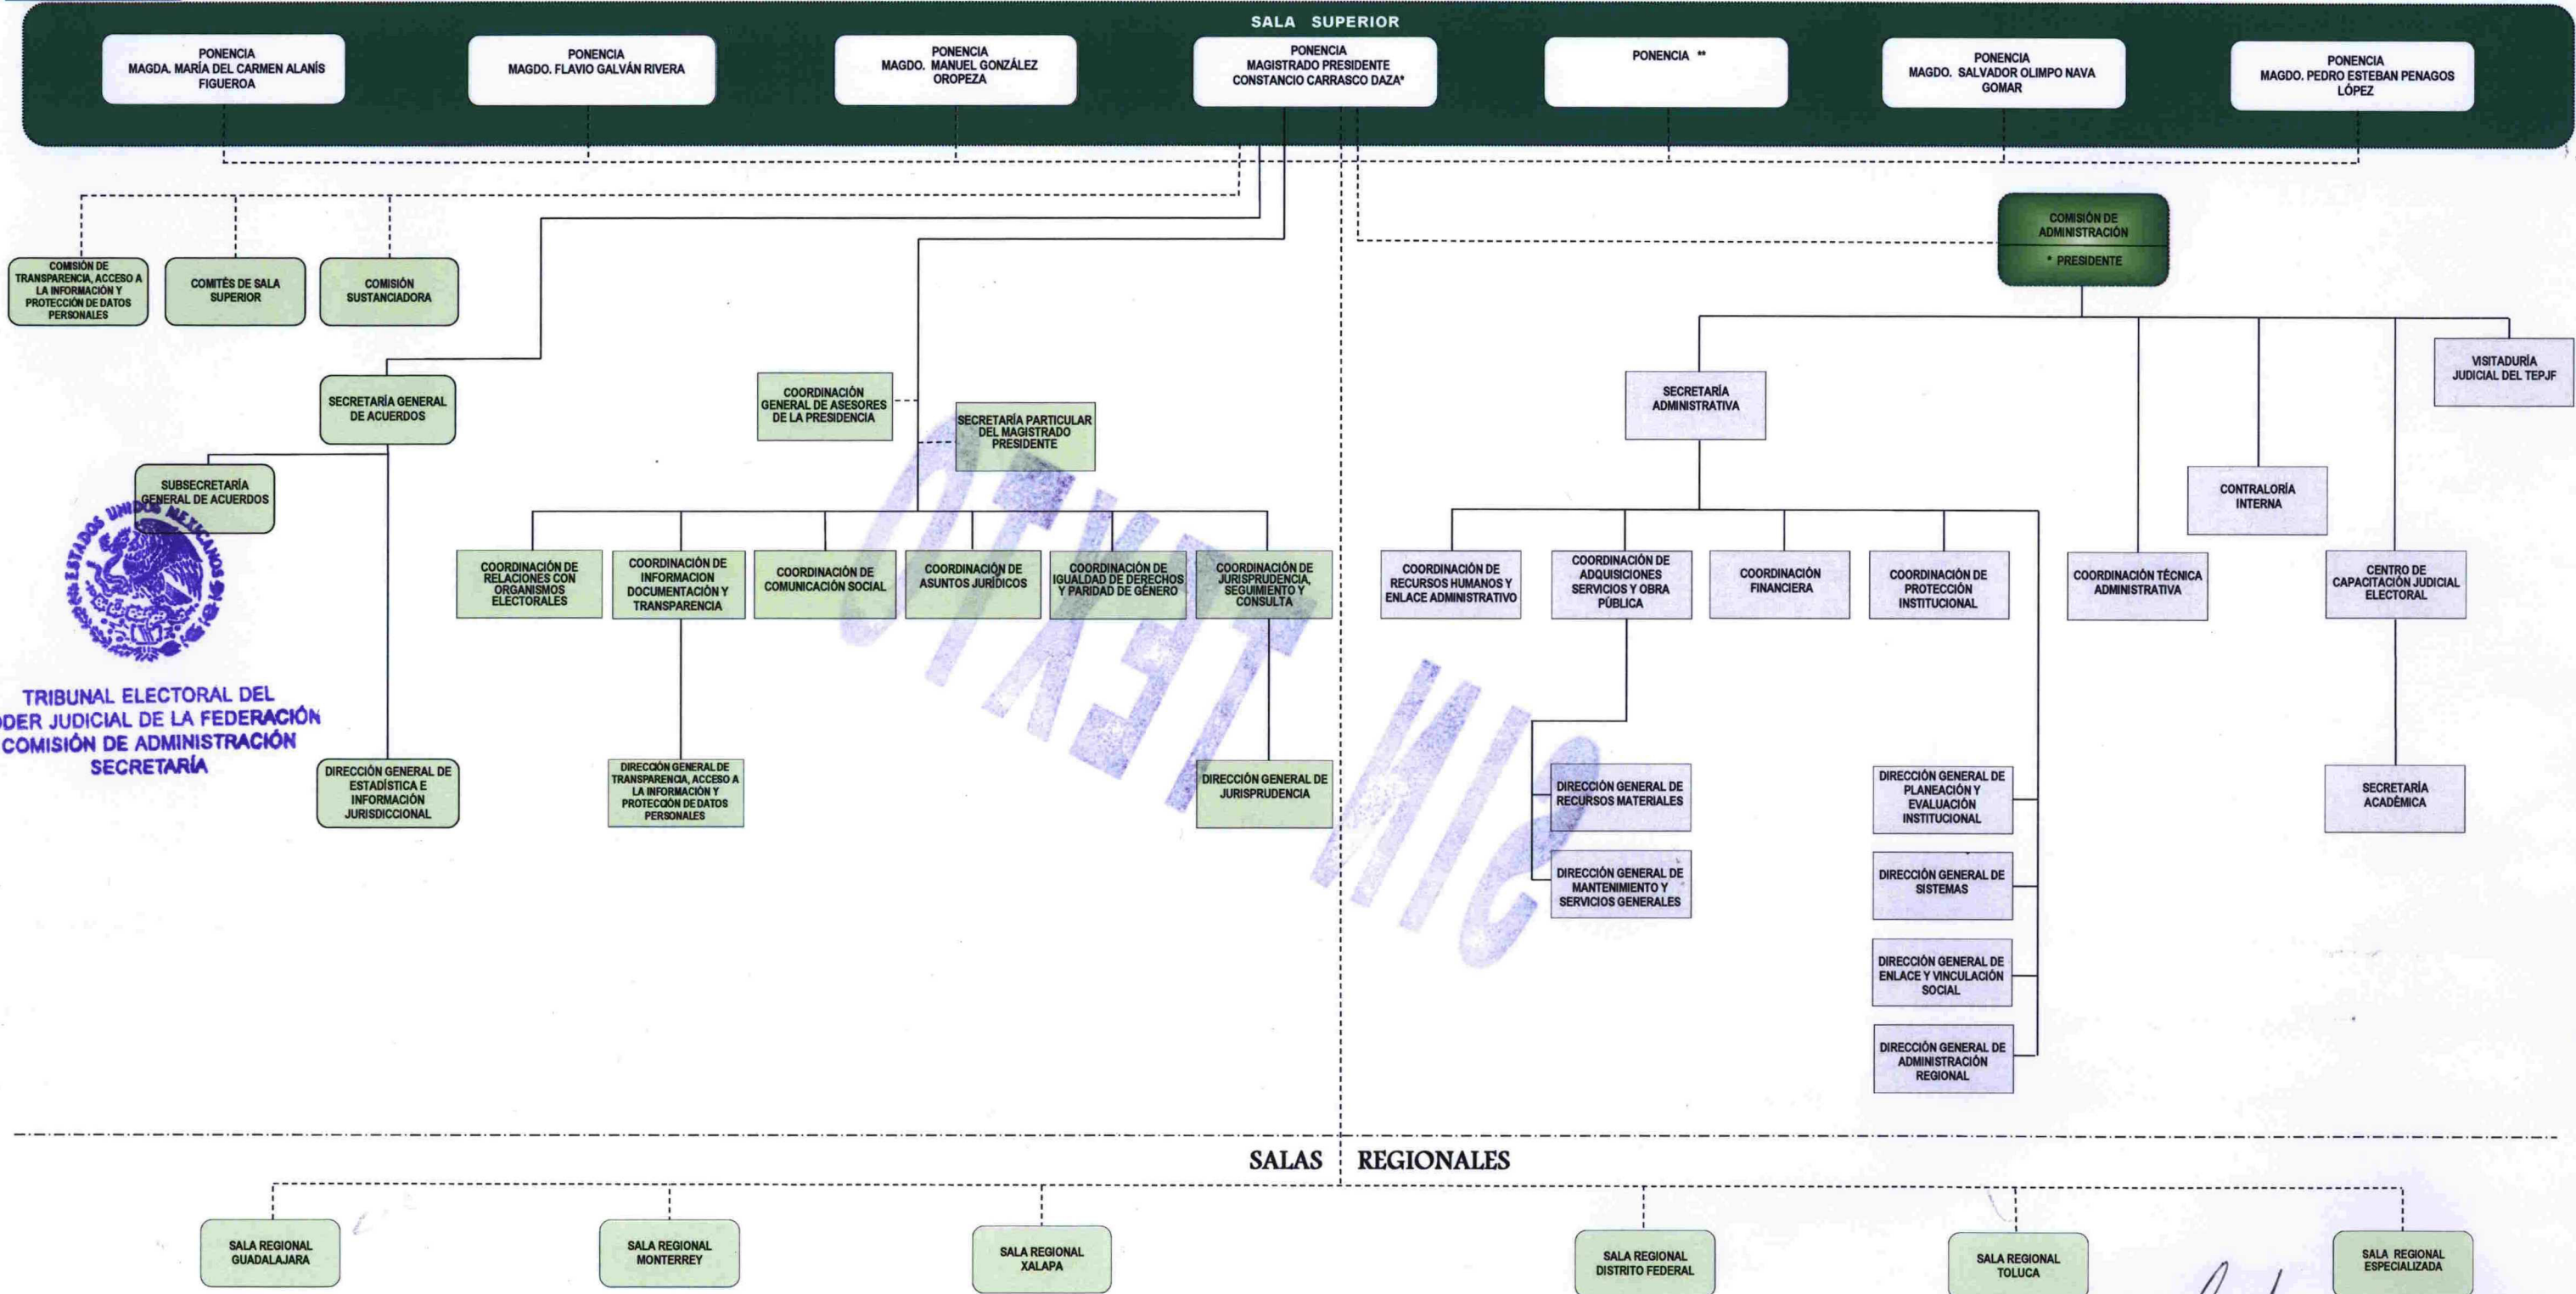 SALA SUPERIOR
PONENCIA
MAGDA. MARÍA DEL CARMEN ALANÍS
FIGUEROA
PONENCIA
MAGDO. FLAVIO GALVÁN RIVERA
PONENCIA
MAGDO. MANUEL GONZÁLEZ
OROPEZA
PONENCIA
MAGISTRADO PRESIDENTE
CONSTANCIO CARRASCO DAZA*
PONENCIA **
PONENCIA
MAGDO. SALVADOR OLIMPO NAVA
GOMAR
PONENCIA
MAGDO. PEDRO ESTEBAN PENAGOS
LÓPEZ
COMISIÓN DE
ADMINISTRACIÓN
* PRESIDENTE
COMISIÓN DE
TRANSPARENCIA, ACCESO A
LA INFORMACIÓN Y
PROTECCIÓN DE DATOS
PERSONALES
COMITÉS DE SALA
SUPERIOR
COMISIÓN
SUSTANCIADORA
SECRETARÍA GENERAL
DE ACUERDOS
COORDINACIÓN
GENERAL DE ASESORES
DE LA PRESIDENCIA
SECRETARÍA PARTICULAR
DEL MAGISTRADO
PRESIDENTE
SECRETARÍA
ADMINISTRATIVA
VISITADURÍA
JUDICIAL DEL TEPJF
SUBSECRETARÍA
GENERAL DE ACUERDOS
CONTRALORÍA
INTERNA
ESTADOS UNIDOS MEXICANOS
COORDINACIÓN DE
RELACIONES CON
ORGANISMOS
ELECTORALES
COORDINACIÓN DE
INFORMACION
DOCUMENTACIÓN Y
TRANSPARENCIA
COORDINACIÓN DE
COMUNICACIÓN SOCIAL
COORDINACIÓN DE
ASUNTOS JURÍDICOS
COORDINACIÓN DE
IGUALDAD DE DERECHOS
Y PARIDAD DE GÉNERO
COORDINACIÓN DE
JURISPRUDENCIA,
SEGUIMIENTO Y
CONSULTA
COORDINACIÓN DE
RECURSOS HUMANOS Y
ENLACE ADMINISTRATIVO
COORDINACIÓN DE
ADQUISICIONES
SERVICIOS Y OBRA
PÚBLICA
COORDINACIÓN
FINANCIERA
COORDINACIÓN DE
PROTECCIÓN
INSTITUCIONAL
COORDINACIÓN TÉCNICA
ADMINISTRATIVA
CENTRO DE
CAPACITACIÓN JUDICIAL
ELECTORAL
SIN TEXTO
TRIBUNAL ELECTORAL DEL
ODER JUDICIAL DE LA FEDERACIÓN
COMISIÓN DE ADMINISTRACIÓN
SECRETARÍA
DIRECCIÓN GENERAL DE
ESTADÍSTICA E
INFORMACIÓN
JURISDICCIONAL
DIRECCIÓN GENERAL DE
TRANSPARENCIA, ACCESO A
LA INFORMACIÓN Y
PROTECCIÓN DE DATOS
PERSONALES
DIRECCIÓN GENERAL DE
JURISPRUDENCIA
DIRECCIÓN GENERAL DE
RECURSOS MATERIALES
DIRECCIÓN GENERAL DE
PLANEACIÓN Y
EVALUACIÓN
INSTITUCIONAL
SECRETARÍA
ACADÉMICA
DIRECCIÓN GENERAL DE
MANTENIMIENTO Y
SERVICIOS GENERALES
DIRECCIÓN GENERAL DE
SISTEMAS
DIRECCIÓN GENERAL DE
ENLACE Y VINCULACIÓN
SOCIAL
DIRECCIÓN GENERAL DE
ADMINISTRACIÓN
REGIONAL
SALAS REGIONALES
SALA REGIONAL
GUADALAJARA
SALA REGIONAL
MONTERREY
SALA REGIONAL
XALAPA
SALA REGIONAL
DISTRITO FEDERAL
SALA REGIONAL
TOLUCA
SALA REGIONAL
ESPECIALIZADA